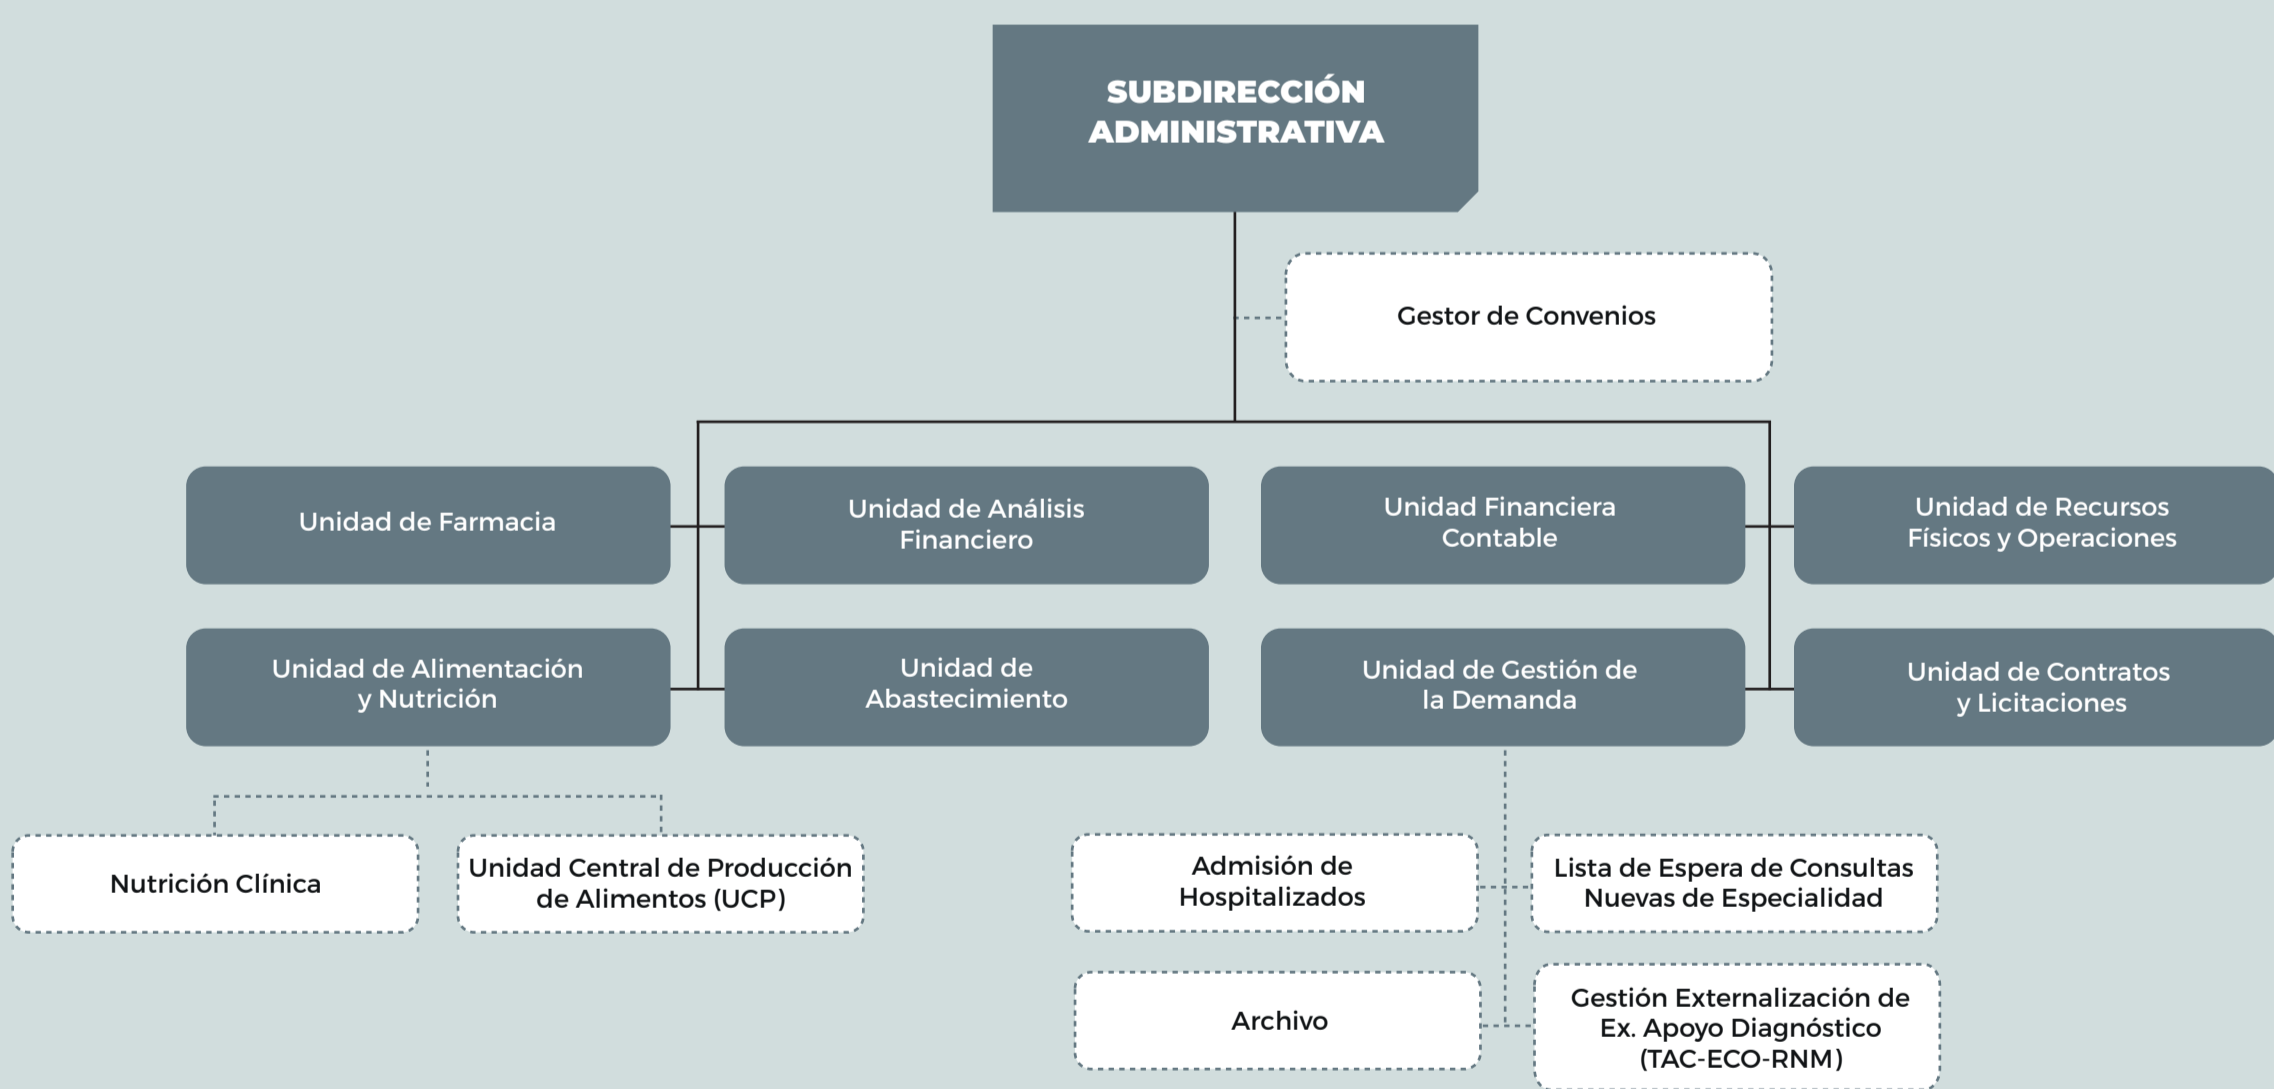 SUBDIRECCIÓN
ADMINISTRATIVA
Gestor de Convenios
Unidad de Farmacia
Unidad de Análisis
Financiero
Unidad Financiera
Contable
Unidad de Recursos
Físicos y Operaciones
Unidad de Alimentación
y Nutrición
Unidad de
Abastecimiento
Unidad de Gestión de
la Demanda
Unidad de Contratos
y Licitaciones
Nutrición Clínica
Unidad Central de Producción
de Alimentos (UCP)
Admisión de
Hospitalizados
Lista de Espera de Consultas
Nuevas de Especialidad
Archivo
Gestión Externalización de
Ex. Apoyo Diagnóstico
(TAC-ECO-RNM)